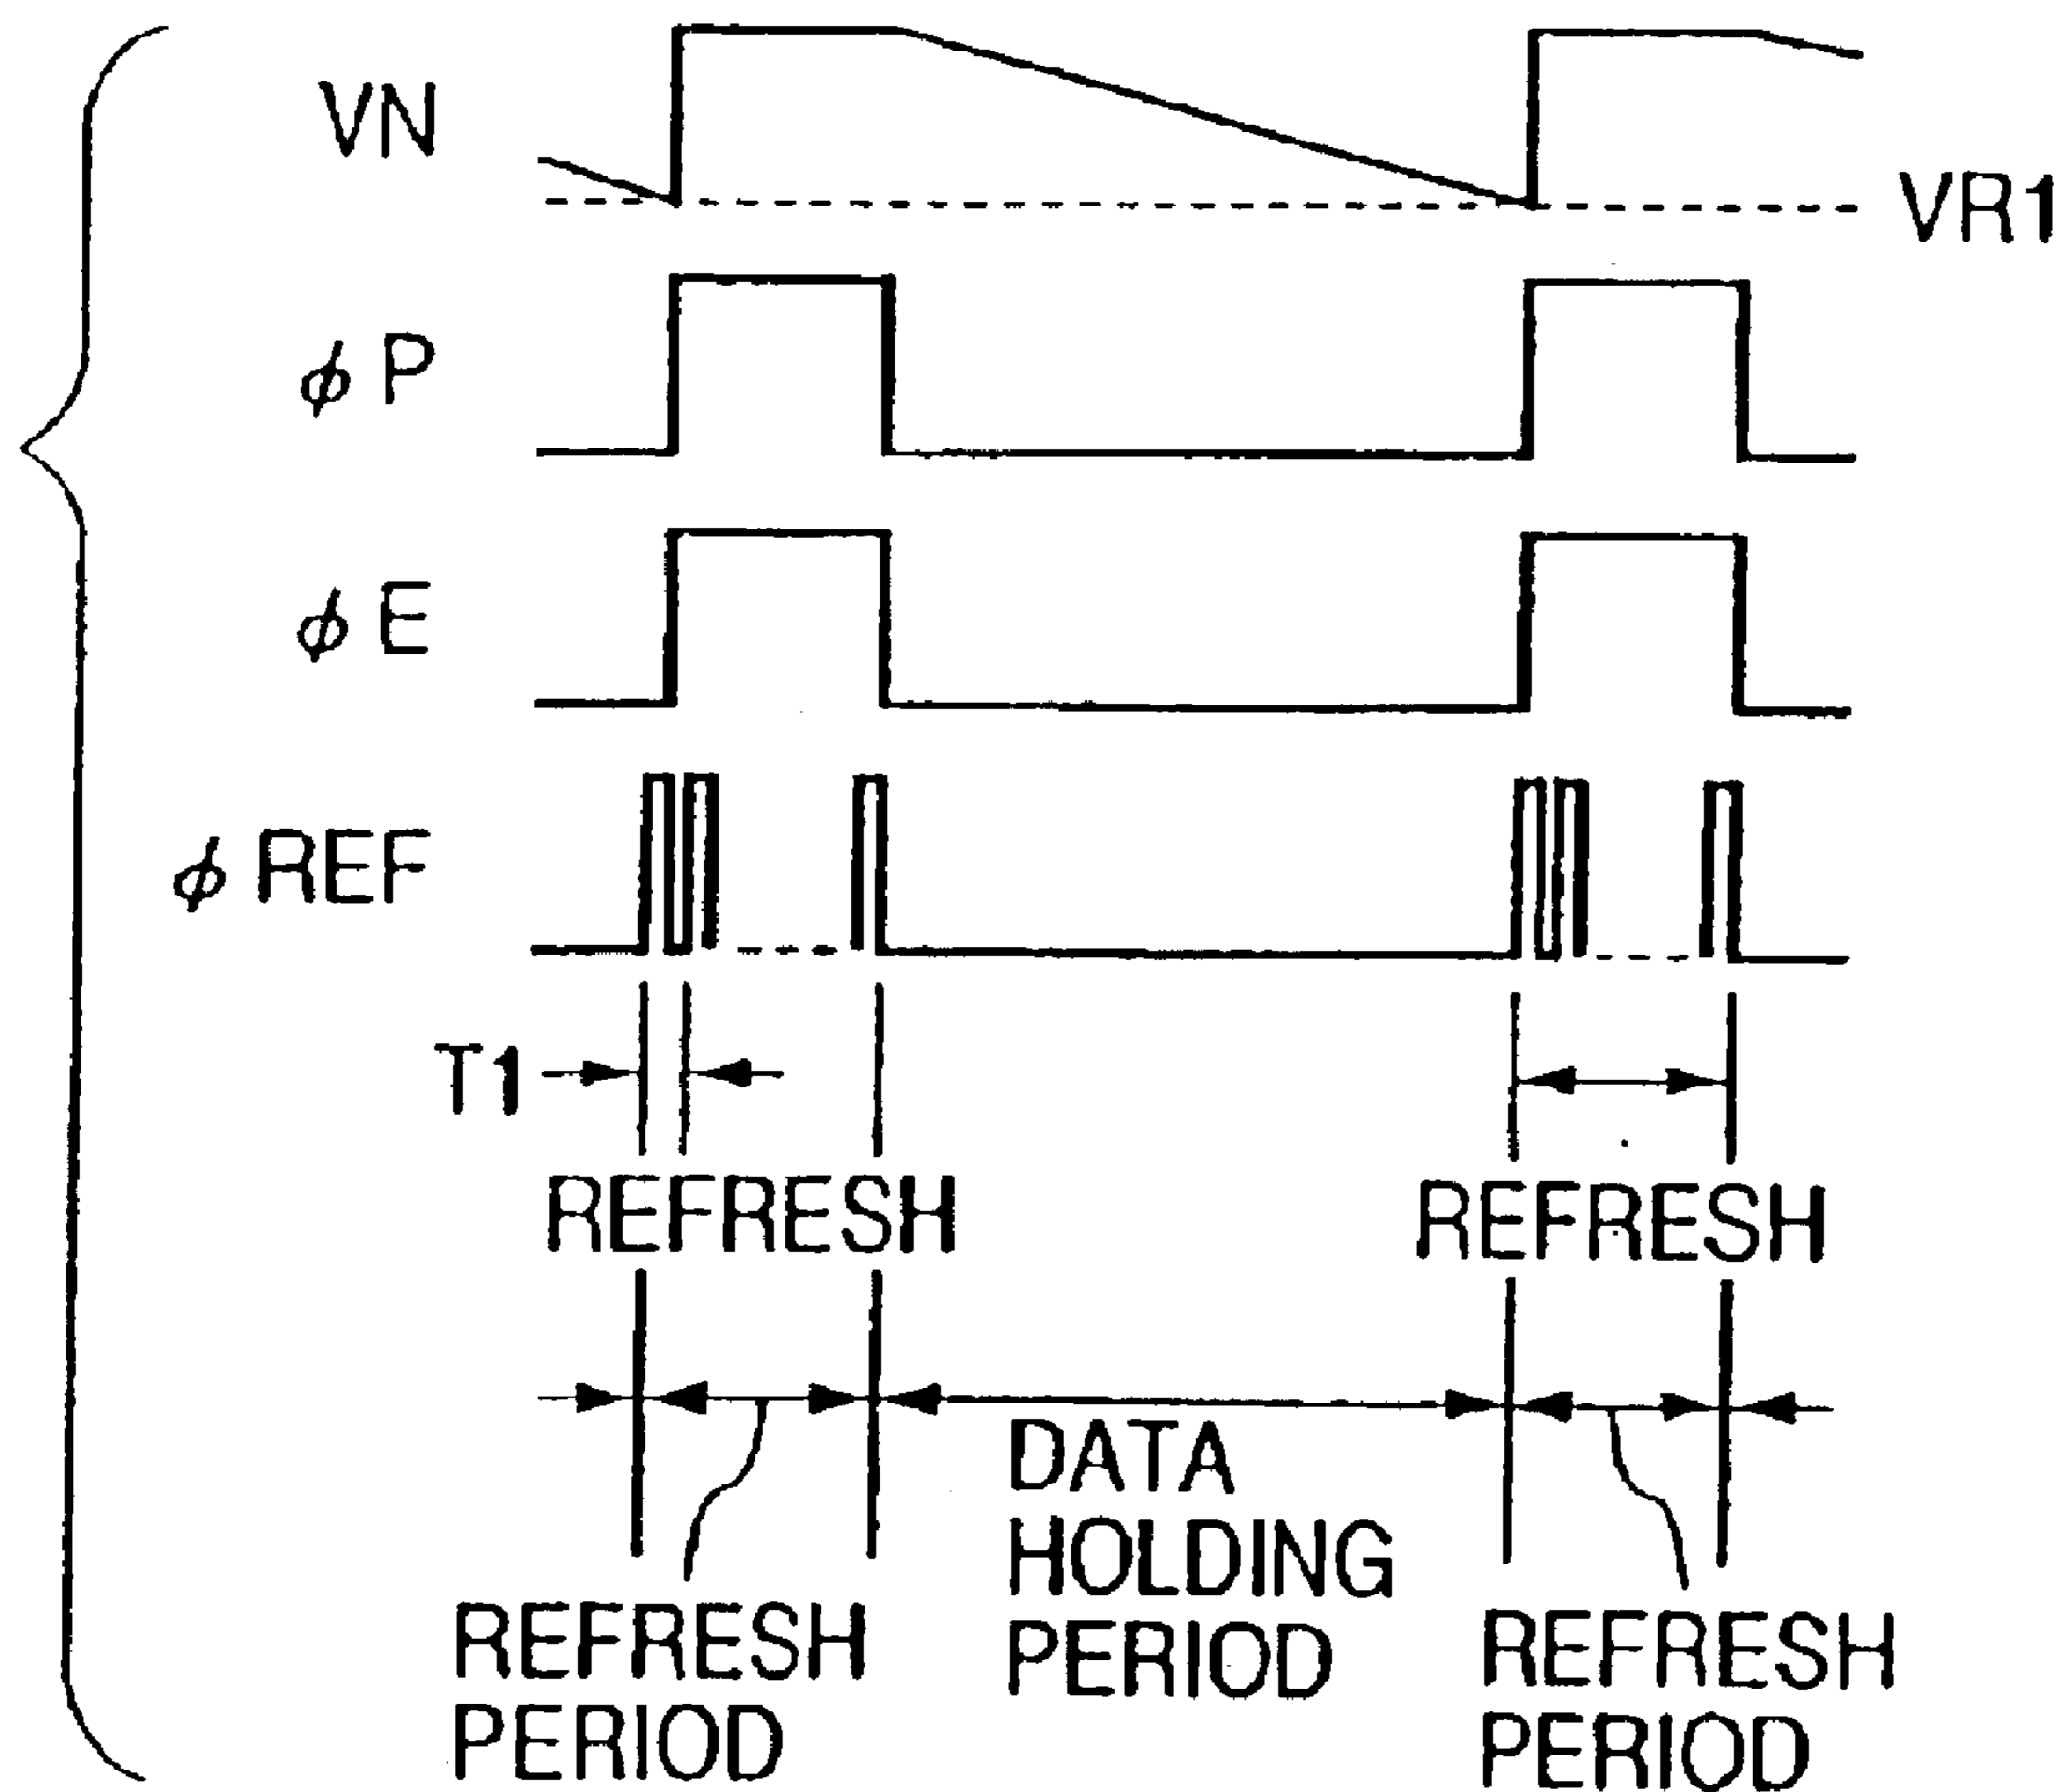 VN
VR1
ϕ P
ϕ E
ϕ REF
T1
REFRESH
REFRESH
DATA
HOLDING
PERIOD
REFRESH
PERIOD
REFRESH
PERIOD